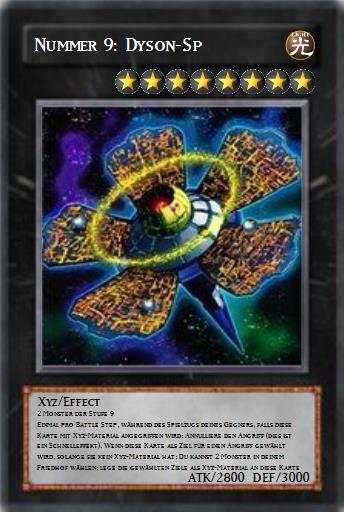 Nummer 9: Dyson-Sp
LIGHT
光
Xyz/Effect
2 Monster der Stufe 9
Einmal pro Battle Step, während des Spielzugs deines Gegners, falls diese
Karte mit Xyz-Material angegriffen wird: Annulliere den Angriff (dies ist
ein Schnelleffekt). Wenn diese Karte als Ziel für einen Angriff gewählt
wird, solange sie kein Xyz-Material hat: Du kannst 2 Monster in deinem
Friedhof wählen; lege die gewählten Ziele als Xyz-Material an diese Karte
ATK/2800 DEF/3000